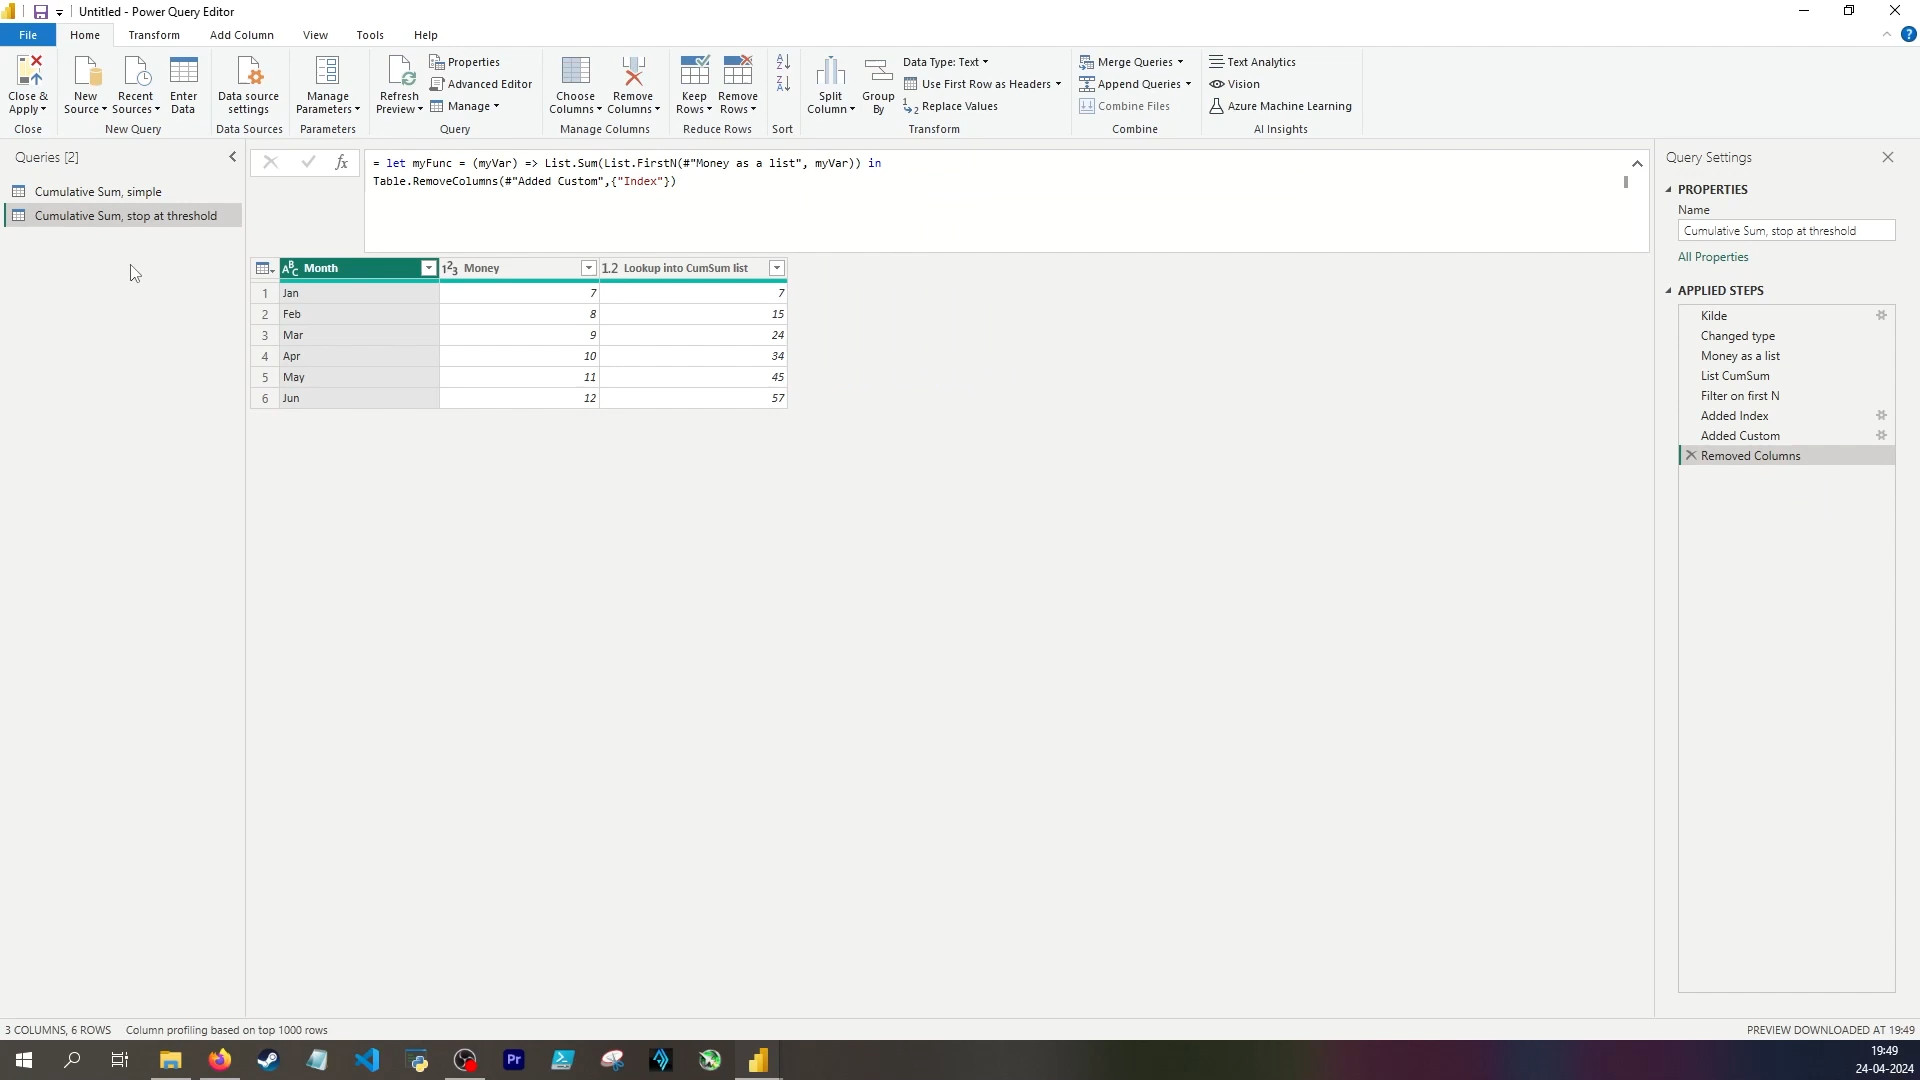 Untitled - Power Query Editor
File Home Transform Add Column View Tools Help
Close & Apply
Close
New Source
Recent Sources
Enter Data
New Query
Data source settings
Data Sources
Manage Parameters
Parameters
Refresh Preview
Properties
Advanced Editor
Manage
Query
Choose Columns
Remove Columns
Manage Columns
Keep Rows
Remove Rows
Reduce Rows
Sort
Split Column
Group By
Data Type: Text
Use First Row as Headers
Replace Values
Transform
Merge Queries
Append Queries
Combine Files
Combine
Text Analytics
Vision
Azure Machine Learning
AI Insights
Queries [2]
Cumulative Sum, simple
Cumulative Sum, stop at threshold
fx
= let myFunc = (myVar) => List.Sum(List.FirstN(#"Money as a list", myVar)) in
Table.RemoveColumns(#"Added Custom",{"Index"})
ABC Month 123 Money 1.2 Lookup into CumSum list
1 Jan 7 7
2 Feb 8 15
3 Mar 9 24
4 Apr 10 34
5 May 11 45
6 Jun 12 57
Query Settings
PROPERTIES
Name
Cumulative Sum, stop at threshold
All Properties
APPLIED STEPS
Kilde
Changed type
Money as a list
List CumSum
Filter on first N
Added Index
Added Custom
Removed Columns
3 COLUMNS, 6 ROWS Column profiling based on top 1000 rows
PREVIEW DOWNLOADED AT 19:49
Pr
19:49
24-04-2024